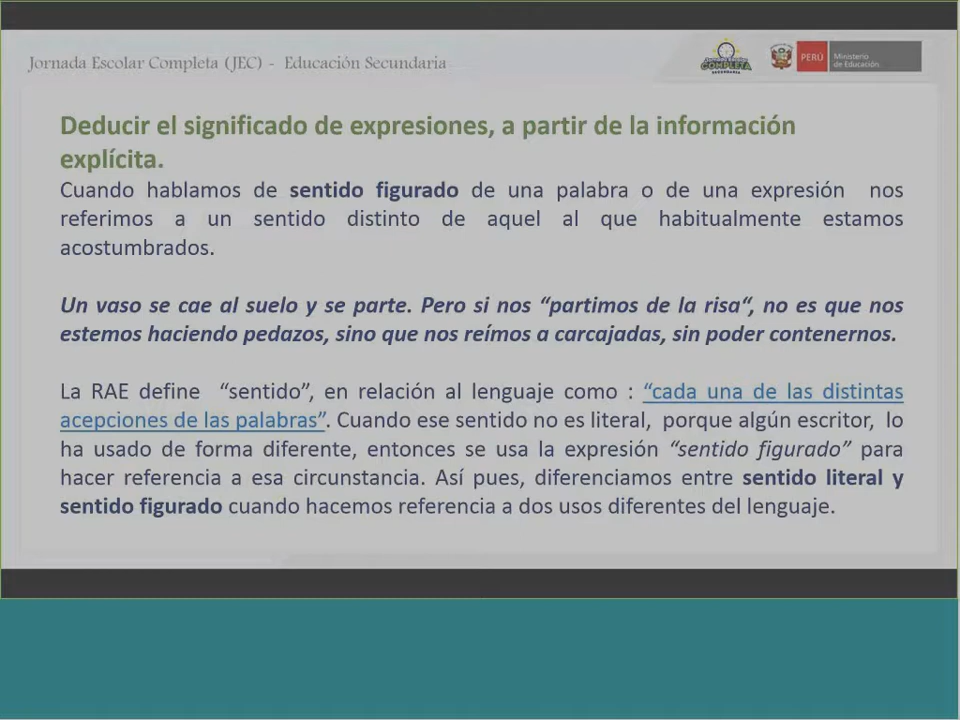 Jornada Escolar Completa (JEC) - Educación Secundaria
COMPLETA
SECUNDARIA
PERÚ
Ministerio
de Educación
Deducir el significado de expresiones, a partir de la información
explícita.
Cuando hablamos de sentido figurado de una palabra o de una expresión nos
referimos a un sentido distinto de aquel al que habitualmente estamos
acostumbrados.
Un vaso se cae al suelo y se parte. Pero si nos “partimos de la risa“, no es que nos
estemos haciendo pedazos, sino que nos reímos a carcajadas, sin poder contenernos.
La RAE define “sentido”, en relación al lenguaje como : “cada una de las distintas
acepciones de las palabras”. Cuando ese sentido no es literal, porque algún escritor, lo
ha usado de forma diferente, entonces se usa la expresión “sentido figurado” para
hacer referencia a esa circunstancia. Así pues, diferenciamos entre sentido literal y
sentido figurado cuando hacemos referencia a dos usos diferentes del lenguaje.